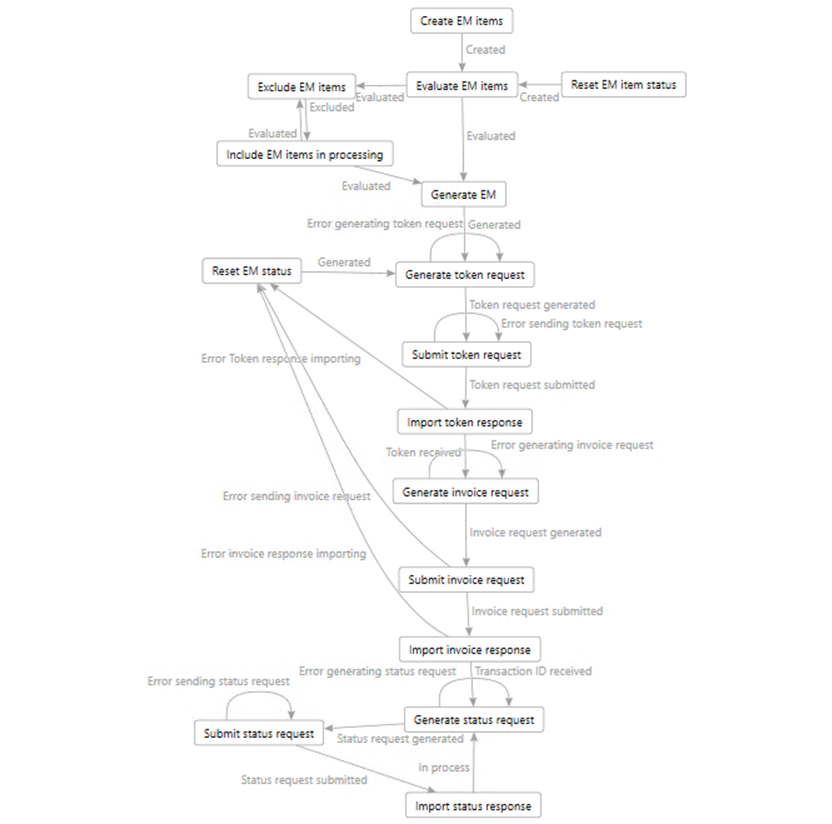 Create EM items
Created
Exclude EM items
Evaluate EM items
Reset EM item status
Evaluated
Created
Excluded
Evaluated
Evaluated
Include EM items in processing
Evaluated
Generate EM
Error generating token request
Generated
Reset EM status
Generated
Generate token request
Token request generated
Error sending token request
Submit token request
Error Token response importing
Token request submitted
Import token response
Token received
Error generating invoice request
Generate invoice request
Error sending invoice request
Invoice request generated
Error invoice response importing
Submit invoice request
Invoice request submitted
Import invoice response
Error generating status request
Transaction ID received
Error sending status request
Generate status request
Submit status request
Status request generated
In process
Status request submitted
Import status response